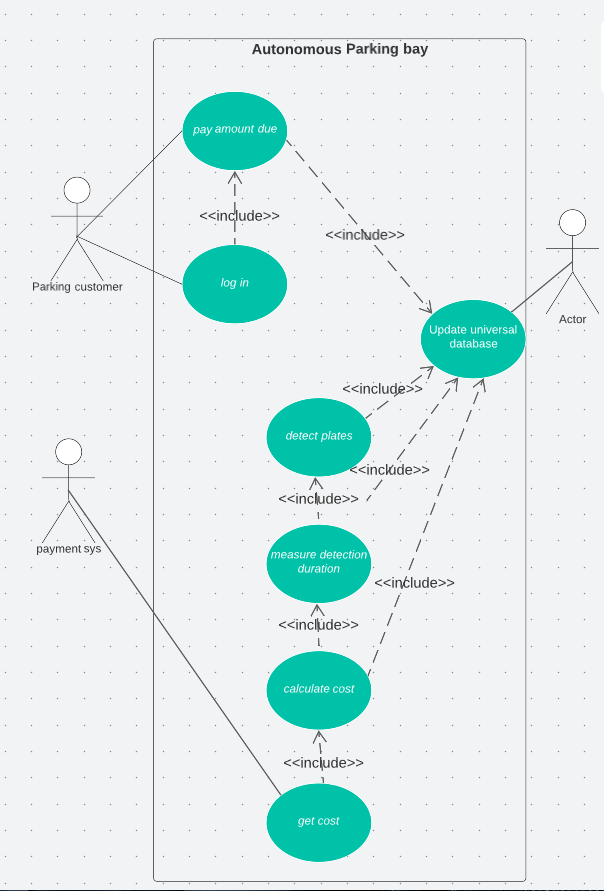 Autonomous Parking bay
pay amount due
<<include>>
<<include>>
log in
Parking customer
Actor
Update universal
database
<<include>>
detect plates
<<include>>
<<include>>
payment sys
measure detection
duration
<<include>>
<<include>>
calculate cost
<<include>>
get cost